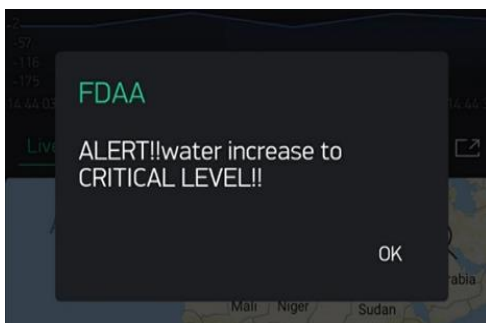 -2
-57
-116
-175
14:44:03
14:44:
Live
FDAA
ALERT!!water increase to
CRITICAL LEVEL!!
OK
rabia
Mali Niger Sudan